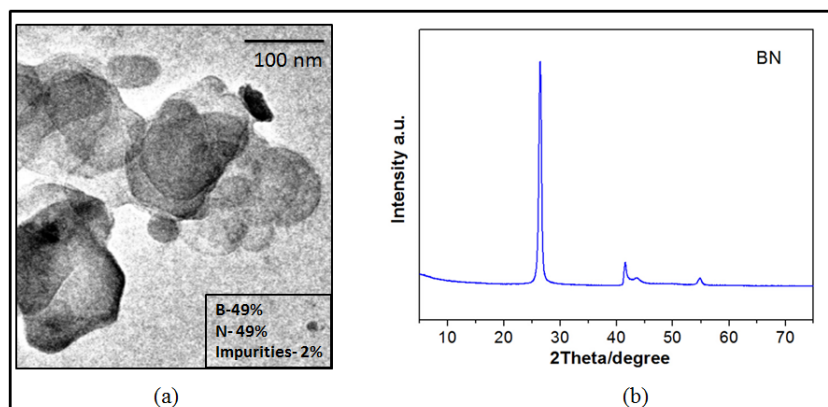 100 nm
B-49%
N- 49%
Impurities- 2%
(a)
BN
Intensity a.u.
10 20 30 40 50 60 70
2Theta/degree
(b)